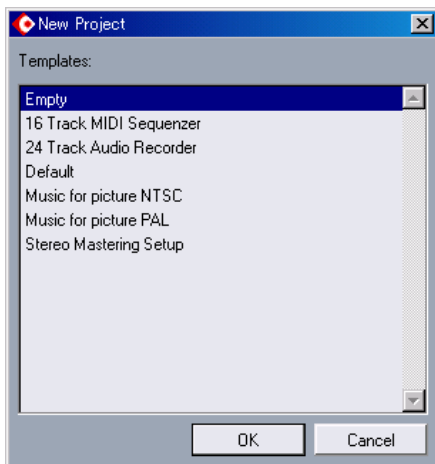 New Project
Templates:
Empty
16 Track MIDI Sequenzer
24 Track Audio Recorder
Default
Music for picture NTSC
Music for picture PAL
Stereo Mastering Setup
OK Cancel